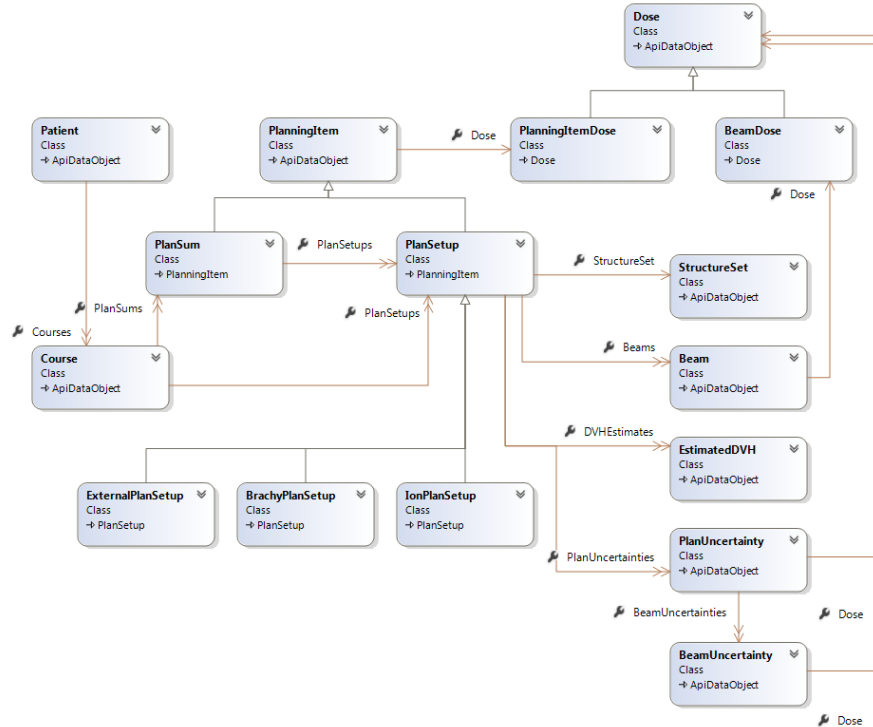 Dose
Class
ApiDataObject
Patient
Class
ApiDataObject
PlanningItem
Class
ApiDataObject
Dose
PlanningItemDose
Class
Dose
BeamDose
Class
Dose
Dose
PlanSum
Class
PlanningItem
PlanSetups
PlanSetup
Class
PlanningItem
StructureSet
StructureSet
Class
ApiDataObject
PlanSums
PlanSetups
Courses
Course
Class
ApiDataObject
Beams
Beam
Class
ApiDataObject
DVHEstimates
EstimatedDVH
Class
ApiDataObject
ExternalPlanSetup
Class
PlanSetup
BrachyPlanSetup
Class
PlanSetup
IonPlanSetup
Class
PlanSetup
PlanUncertainties
PlanUncertainty
Class
ApiDataObject
BeamUncertainties
Dose
BeamUncertainty
Class
ApiDataObject
Dose